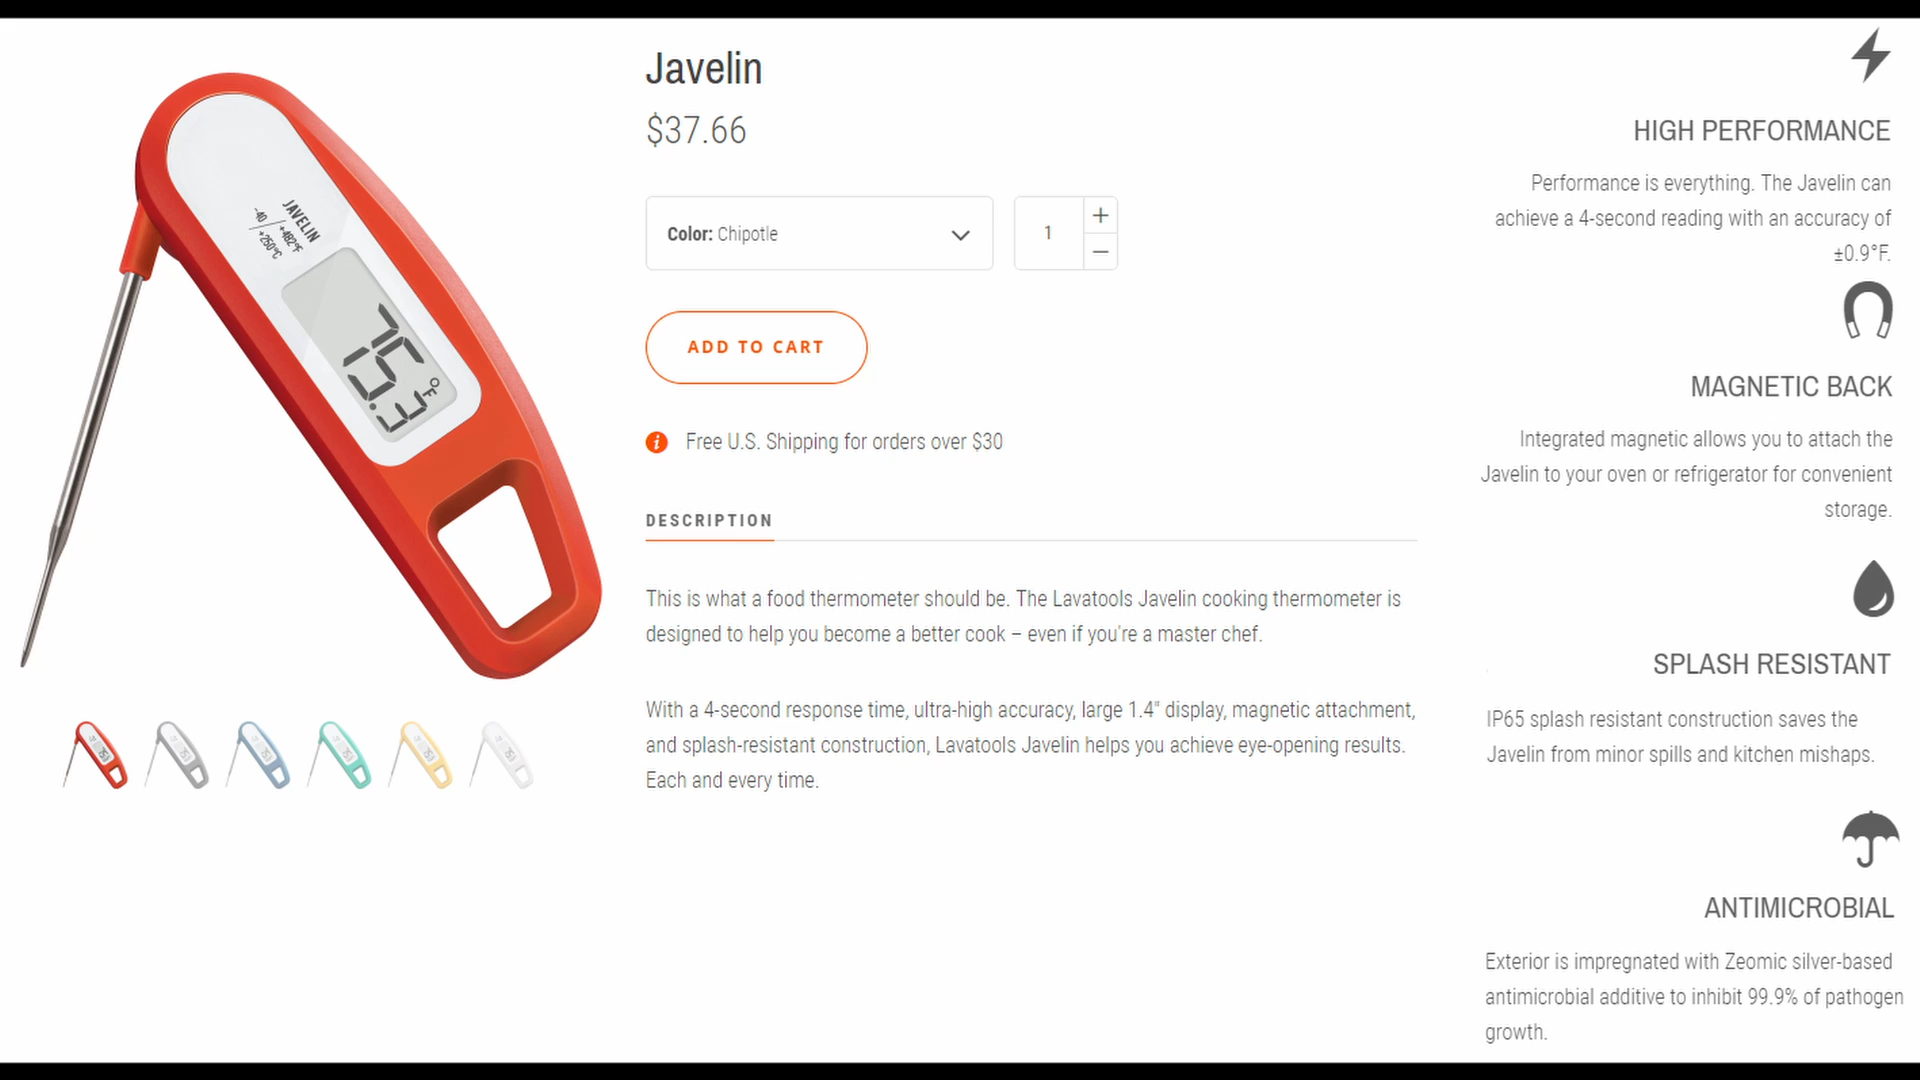 JAVELIN
-40
+482°F
+250°C
75.3°F
Javelin
$37.66
Color: Chipotle
1
+
−
ADD TO CART
i Free U.S. Shipping for orders over $30
DESCRIPTION
This is what a food thermometer should be. The Lavatools Javelin cooking thermometer is
designed to help you become a better cook – even if you're a master chef.
With a 4-second response time, ultra-high accuracy, large 1.4" display, magnetic attachment,
and splash-resistant construction, Lavatools Javelin helps you achieve eye-opening results.
Each and every time.
HIGH PERFORMANCE
Performance is everything. The Javelin can
achieve a 4-second reading with an accuracy of
±0.9°F.
MAGNETIC BACK
Integrated magnetic allows you to attach the
Javelin to your oven or refrigerator for convenient
storage.
SPLASH RESISTANT
IP65 splash resistant construction saves the
Javelin from minor spills and kitchen mishaps.
ANTIMICROBIAL
Exterior is impregnated with Zeomic silver-based
antimicrobial additive to inhibit 99.9% of pathogen
growth.